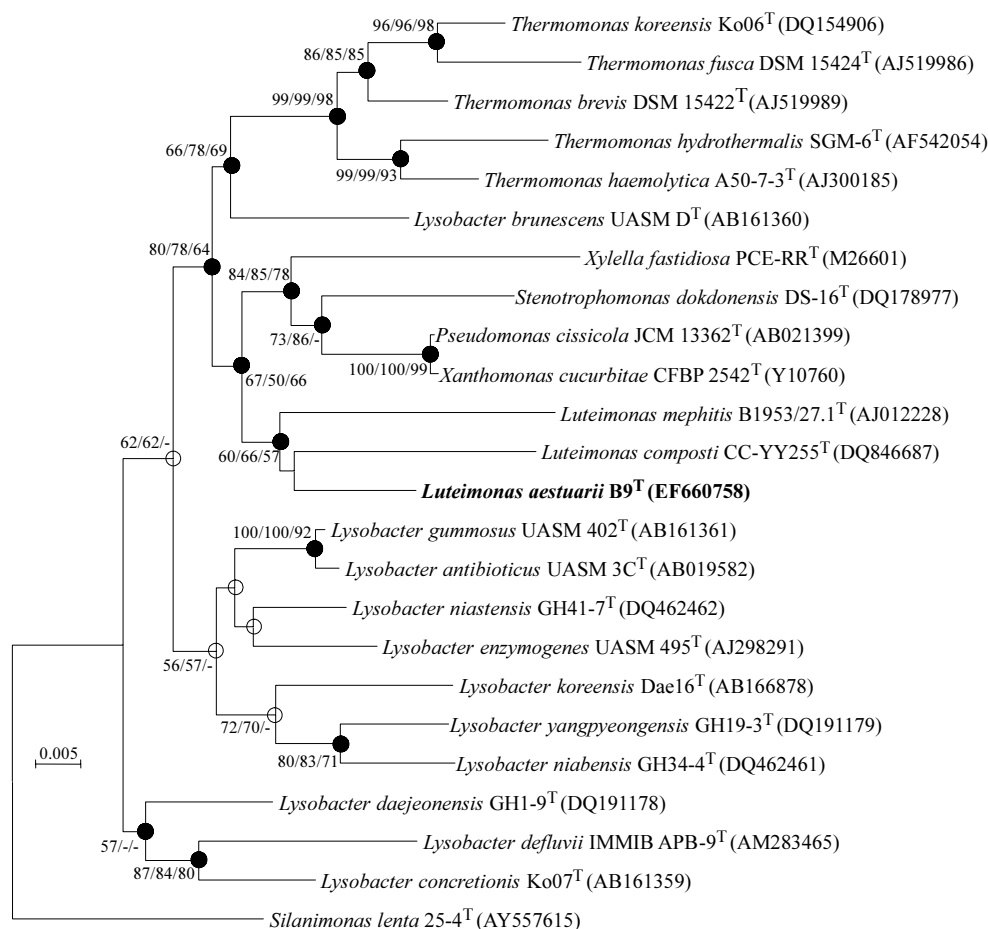 96/96/98
Thermomonas koreensis Ko06T (DQ154906)
86/85/85
Thermomonas fusca DSM 15424T (AJ519986)
99/99/98
Thermomonas brevis DSM 15422T (AJ519989)
66/78/69
Thermomonas hydrothermalis SGM-6T (AF542054)
99/99/93
Thermomonas haemolytica A50-7-3T (AJ300185)
Lysobacter brunescens UASM DT (AB161360)
80/78/64
84/85/78
Xylella fastidiosa PCE-RRT (M26601)
Stenotrophomonas dokdonensis DS-16T (DQ178977)
73/86/-
Pseudomonas cissicola JCM 13362T (AB021399)
100/100/99
Xanthomonas cucurbitae CFBP 2542T (Y10760)
67/50/66
Luteimonas mephitis B1953/27.1T (AJ012228)
62/62/-
60/66/57
Luteimonas composti CC-YY255T (DQ846687)
Luteimonas aestuarii B9T (EF660758)
100/100/92
Lysobacter gummosus UASM 402T (AB161361)
Lysobacter antibioticus UASM 3CT (AB019582)
Lysobacter niastensis GH41-7T (DQ462462)
Lysobacter enzymogenes UASM 495T (AJ298291)
56/57/-
Lysobacter koreensis Dae16T (AB166878)
72/70/-
Lysobacter yangpyeongensis GH19-3T (DQ191179)
80/83/71
Lysobacter niabensis GH34-4T (DQ462461)
0.005
Lysobacter daejeonensis GH1-9T (DQ191178)
57/-/-
Lysobacter defluvii IMMIB APB-9T (AM283465)
87/84/80
Lysobacter concretionis Ko07T (AB161359)
Silanimonas lenta 25-4T (AY557615)